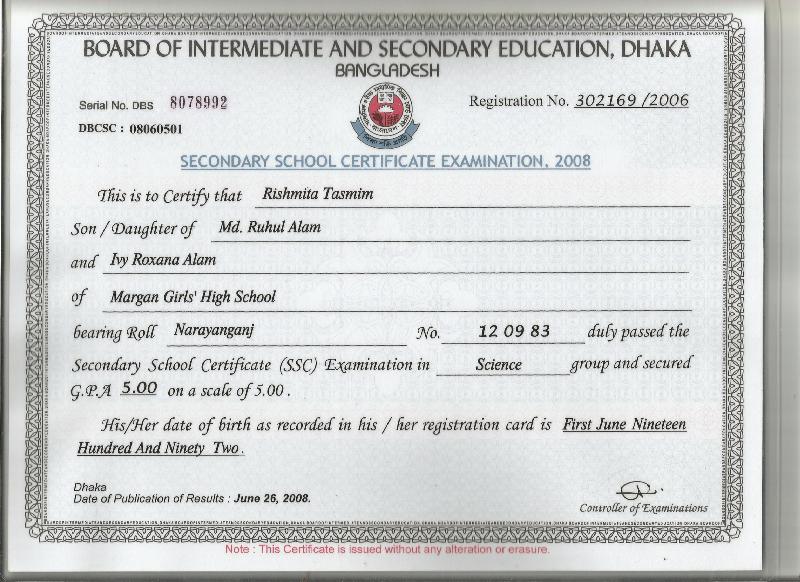 BOARD OF INTERMEDIATE AND SECONDARY EDUCATION, DHAKA
BANGLADESH
Serial No. DBS 8078992
Registration No. 302169 /2006
DBCSC : 08060501
SECONDARY SCHOOL CERTIFICATE EXAMINATION, 2008
This is to Certify that Rishmita Tasmim
Son / Daughter of Md. Ruhul Alam
and Ivy Roxana Alam
of Margan Girls' High School
bearing Roll Narayanganj No. 12 09 83 duly passed the
Secondary School Certificate (SSC) Examination in Science group and secured
G.P.A 5.00 on a scale of 5.00 .
His/Her date of birth as recorded in his / her registration card is First June Nineteen
Hundred And Ninety Two .
Dhaka
Date of Publication of Results : June 26, 2008.
Controller of Examinations
Note : This Certificate is issued without any alteration or erasure.